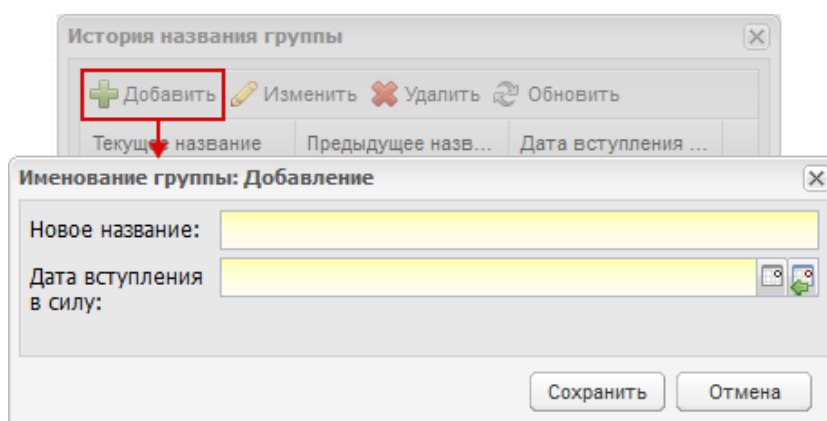 История названия группы
Добавить Изменить Удалить Обновить
Текущее название Предыдущее назв... Дата вступления ...
Именование группы: Добавление
Новое название:
Дата вступления
в силу:
Сохранить Отмена